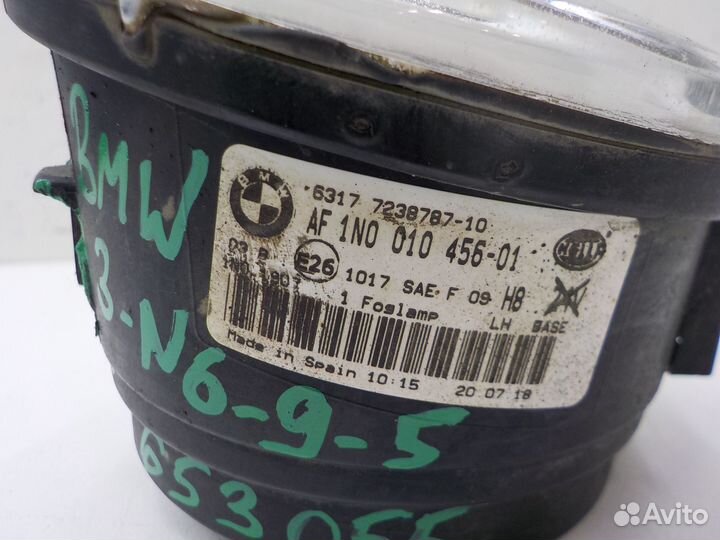 BMW
6317 7238787-10
AF 1N0 010 456-01
HELLA
E26
1017 SAE F 09 H8
1 Foglamp
LH BASE
Made in Spain 10:15 20 07 18
BMW
3-N6-9-5
653055
Avito